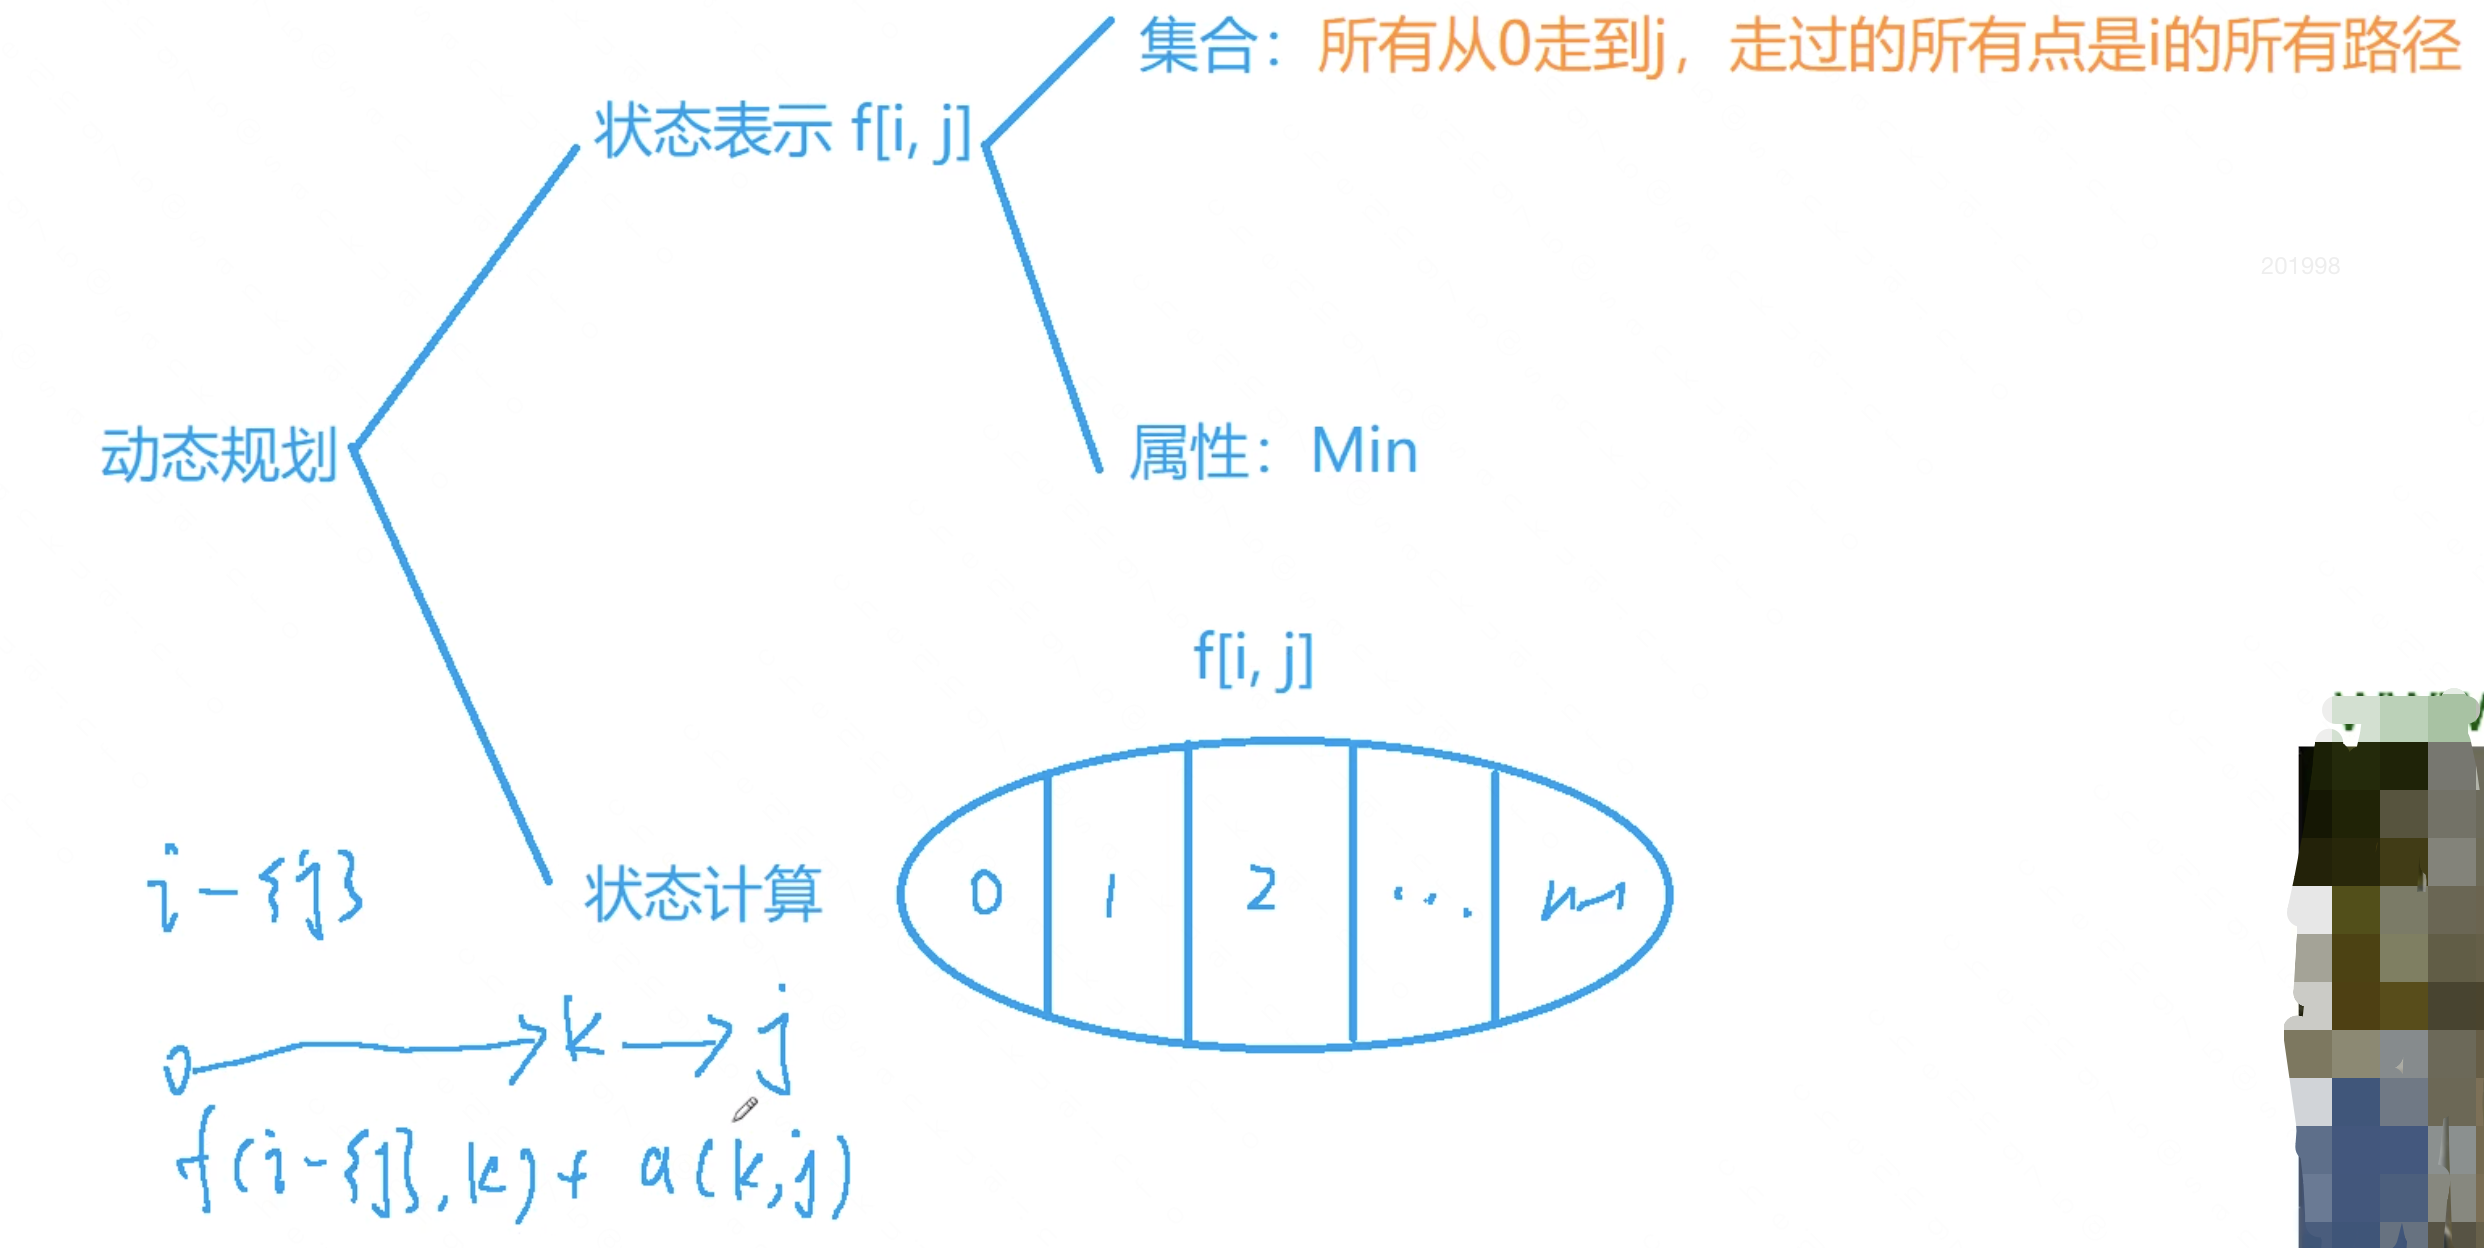 集合：所有从0走到j，走过的所有点是i的所有路径
状态表示 f[i, j]
201998
动态规划
属性：Min
f[i, j]
i-{j}
状态计算
0 1 2 ... n-1
0 → k → j
f(i-{j},k)+ a(k,j)